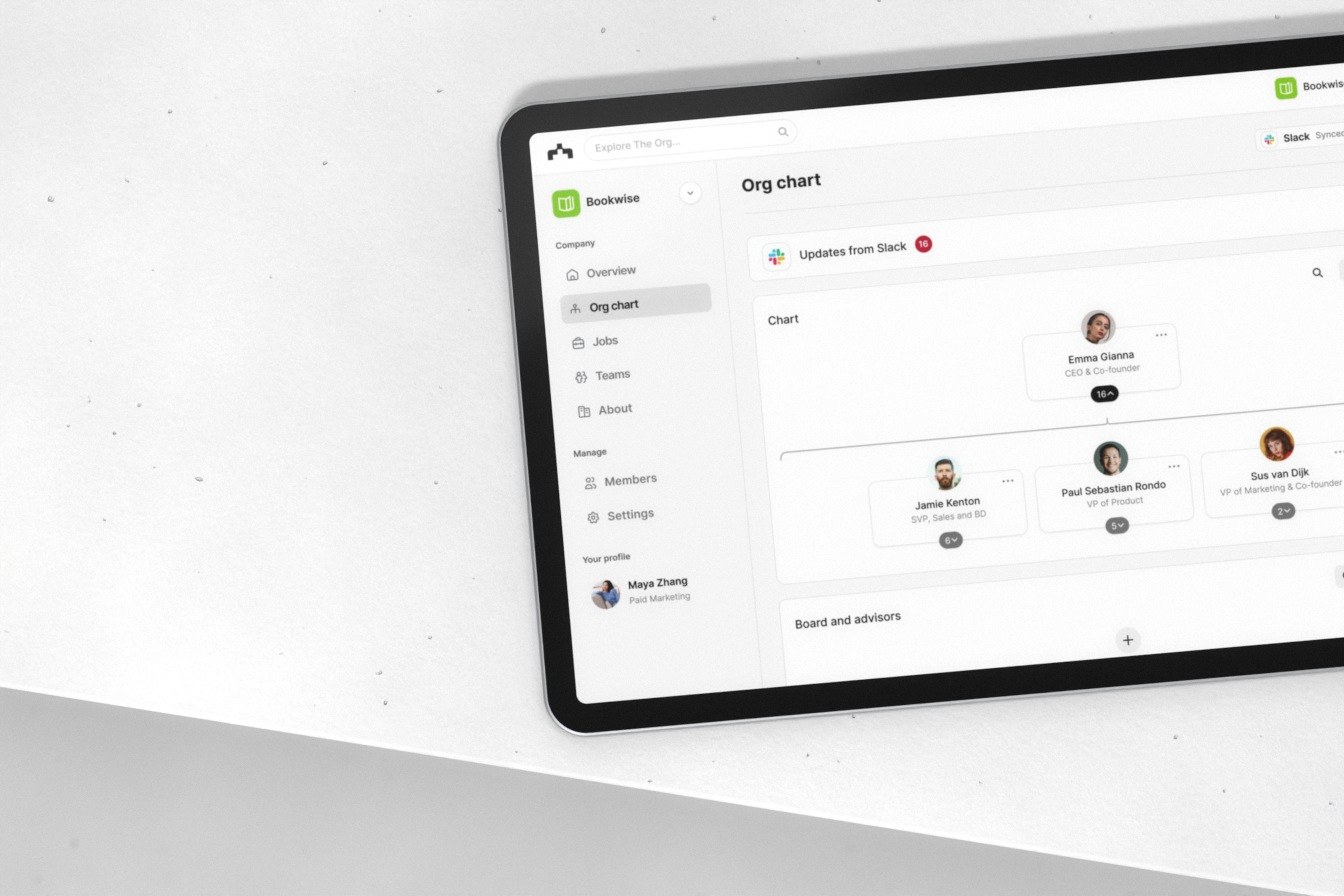 Explore The Org...
Bookwise
Slack Synced
Bookwise
Org chart
Company
Updates from Slack 16
Overview
Org chart
Chart
Jobs
Emma Gianna
CEO & Co-founder
Teams
16
About
Manage
Members
Jamie Kenton
SVP, Sales and BD
6
Paul Sebastian Rondo
VP of Product
5
Sus van Dijk
VP of Marketing & Co-founder
2
Settings
Your profile
Maya Zhang
Paid Marketing
Board and advisors